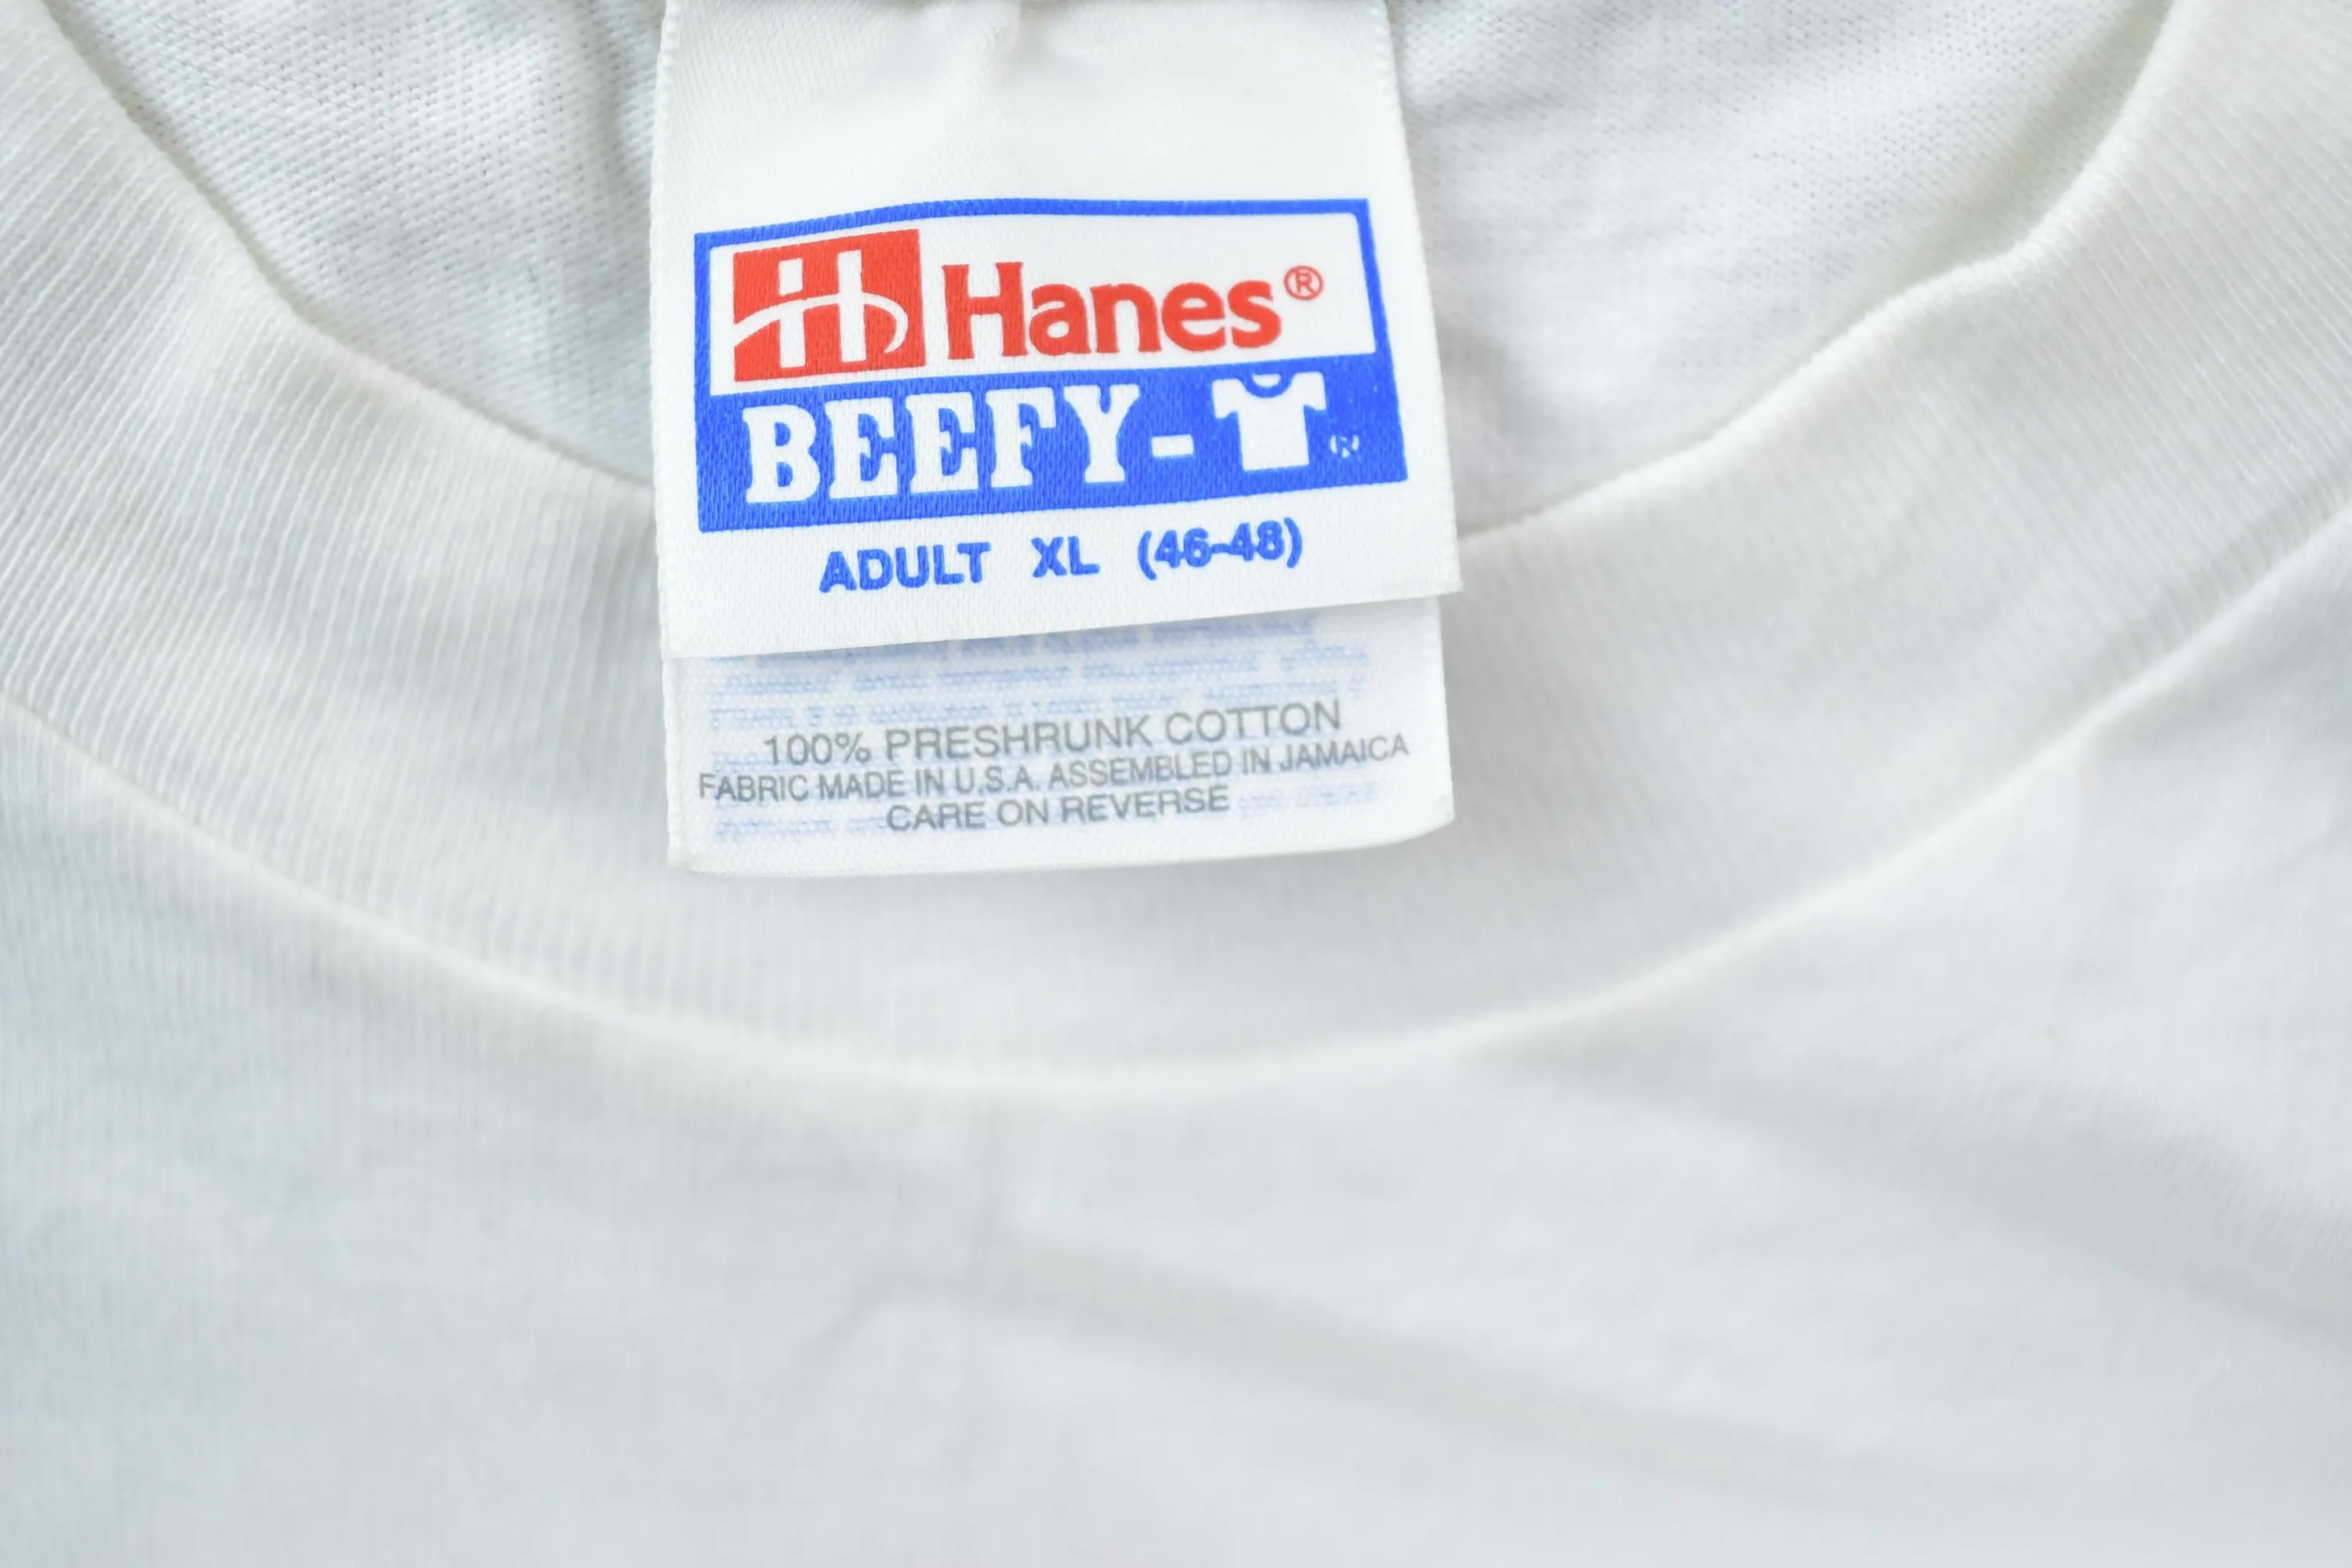 Hanes®
BEEFY-
ADULT XL (46-48)
100% PRESHRUNK COTTON
FABRIC MADE IN U.S.A. ASSEMBLED IN JAMAICA
CARE ON REVERSE